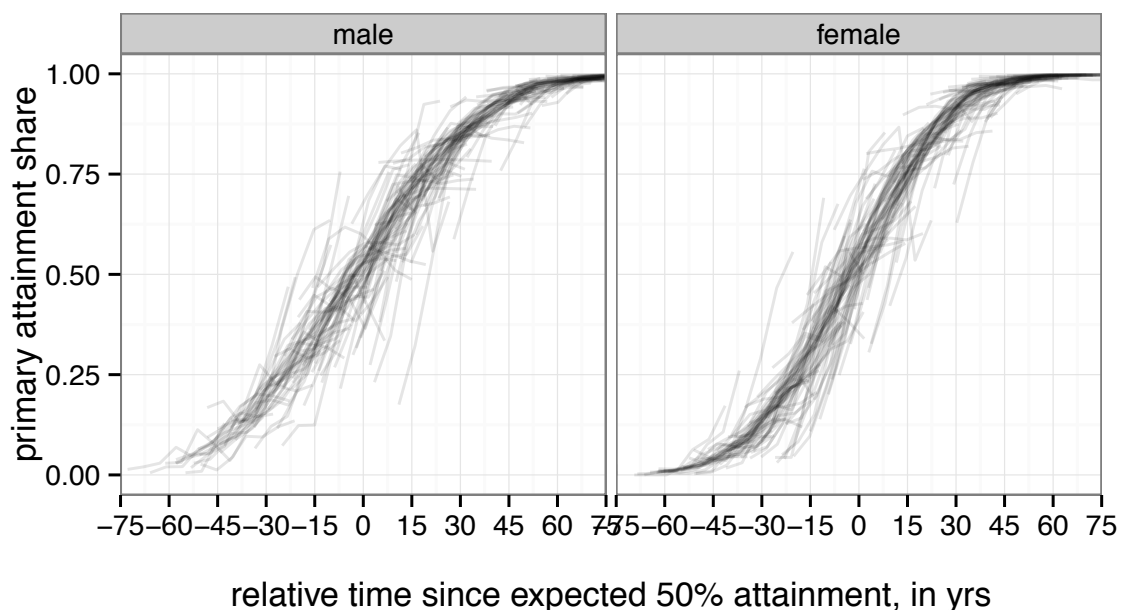 male female
1.00
0.75
0.50
0.25
0.00
primary attainment share
−75 −60 −45 −30 −15 0 15 30 45 60 75 −75 −60 −45 −30 −15 0 15 30 45 60 75
relative time since expected 50% attainment, in yrs